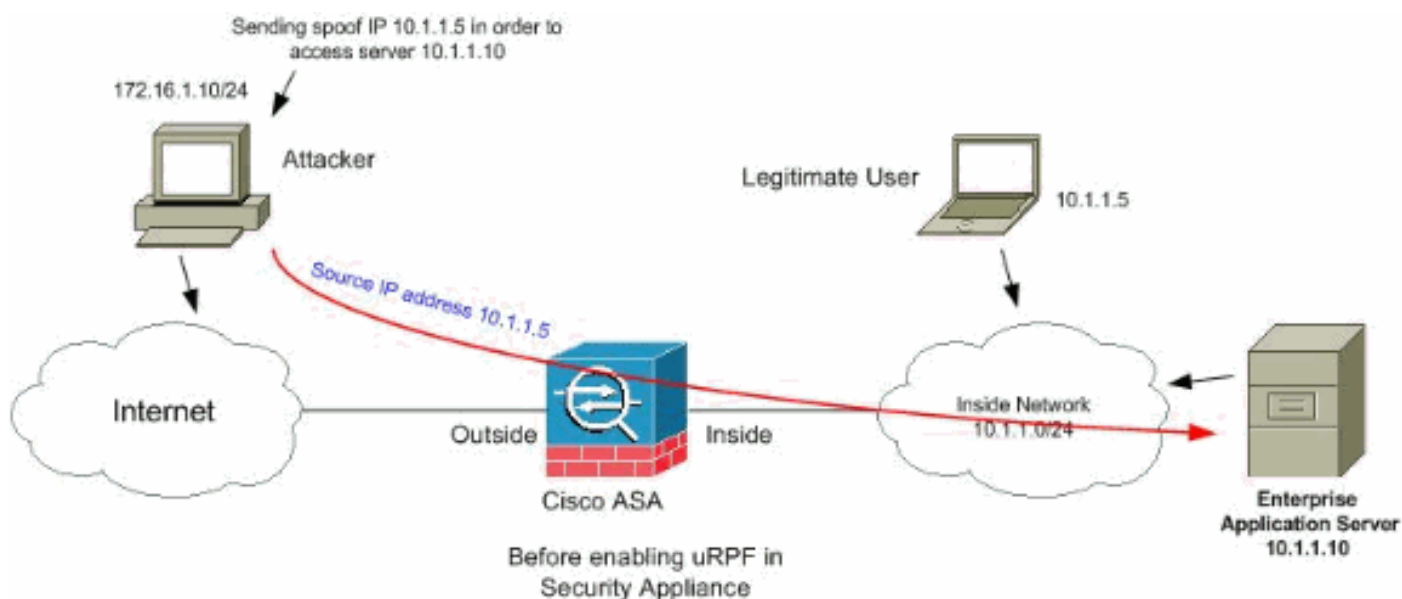 Sending spoof IP 10.1.1.5 in order to
access server 10.1.1.10
172.16.1.10/24
Attacker
Legitimate User
10.1.1.5
Source IP address 10.1.1.5
Internet
Outside
Inside
Inside Network
10.1.1.0/24
Cisco ASA
Enterprise
Application Server
10.1.1.10
Before enabling uRPF in
Security Appliance